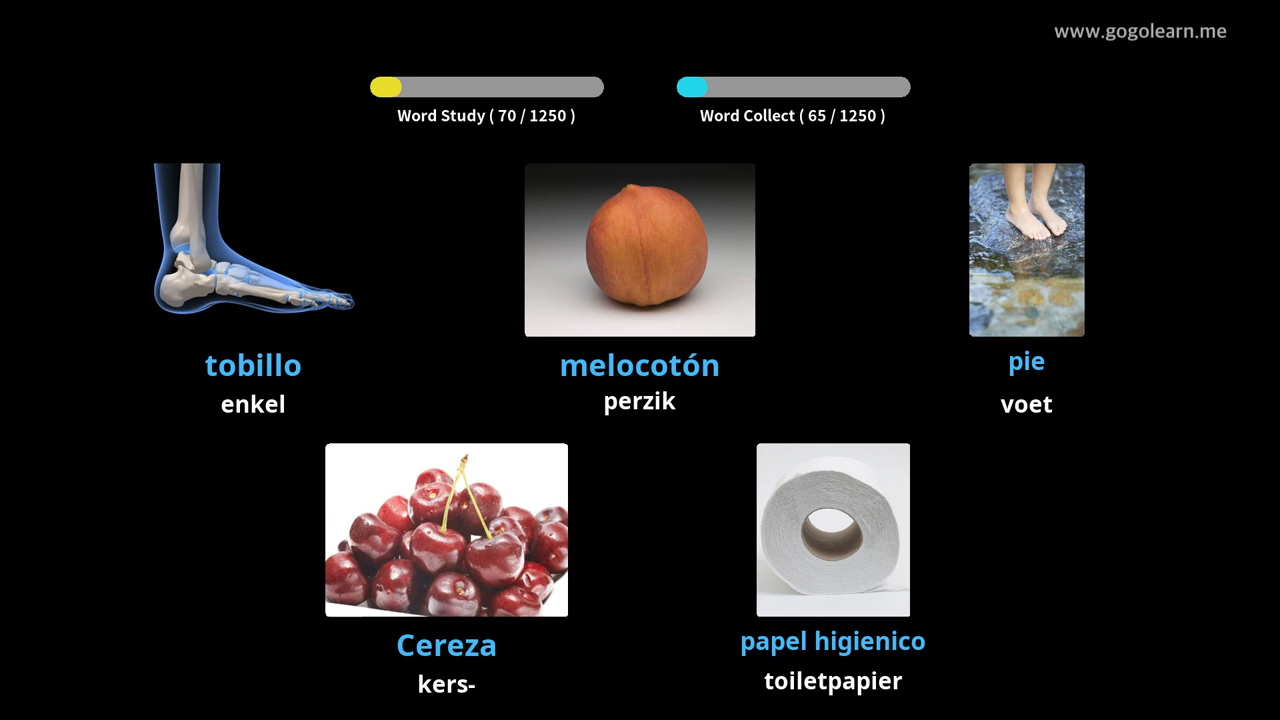 www.gogolearn.me
Word Study ( 70 / 1250 )
Word Collect ( 65 / 1250 )
tobillo
enkel
melocotón
perzik
pie
voet
Cereza
kers-
papel higienico
toiletpapier